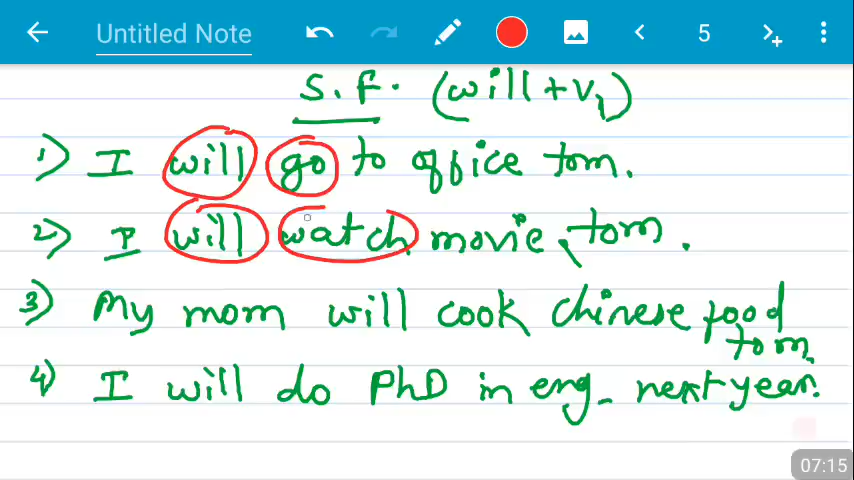 Untitled Note 5
S.F. (will+V1)
1) I will go to office tom.
2) I will watch movie tom.
3) My mom will cook chinese food
tom.
4) I will do PhD in eng. next year.
07:15